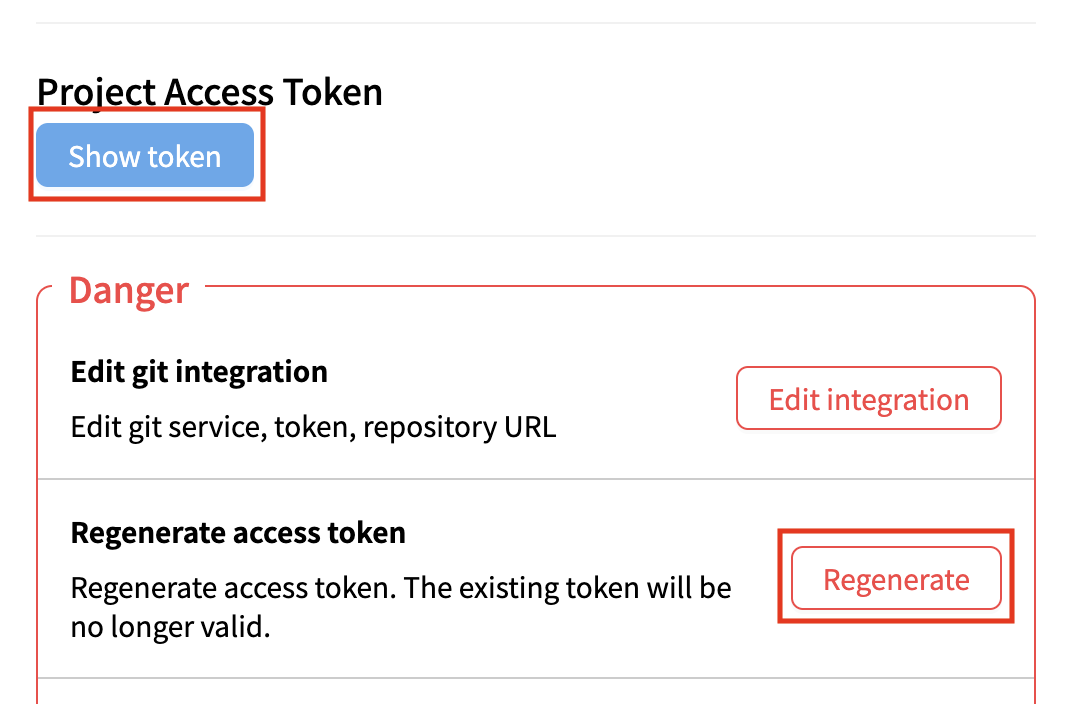 Project Access Token
Show token
Danger
Edit git integration
Edit git service, token, repository URL
Edit integration
Regenerate access token
Regenerate access token. The existing token will be
no longer valid.
Regenerate